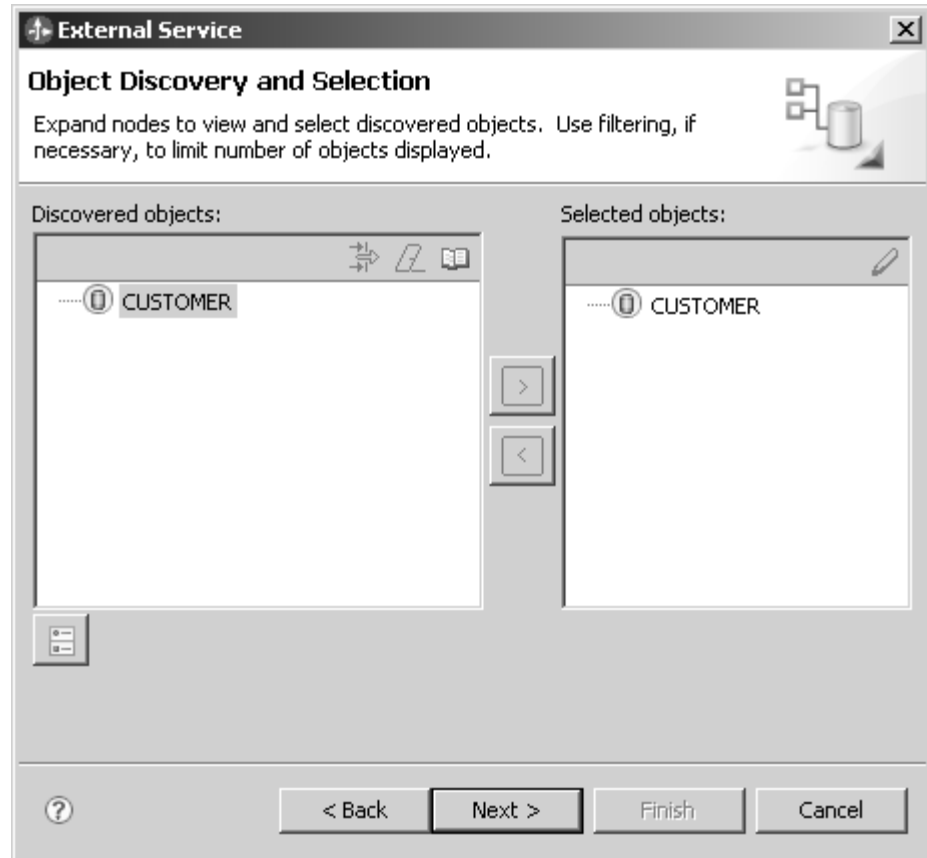 External Service
Object Discovery and Selection
Expand nodes to view and select discovered objects.  Use filtering, if
necessary, to limit number of objects displayed.
Discovered objects:
Selected objects:
CUSTOMER
CUSTOMER
>
<
?
< Back
Next >
Finish
Cancel